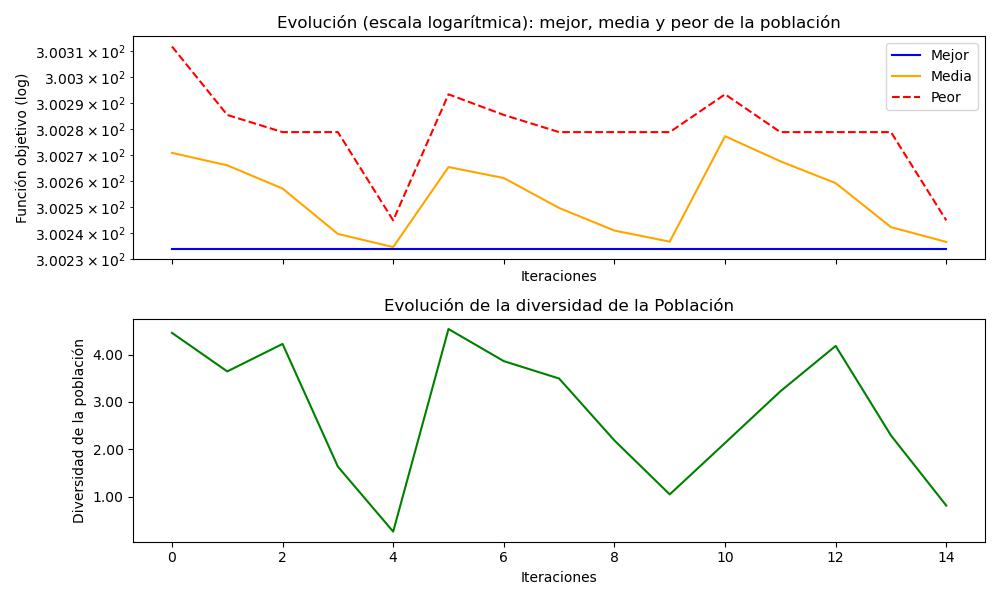 Evolución (escala logarítmica): mejor, media y peor de la población
Función objetivo (log)
3.0031 × 10²
3.003 × 10²
3.0029 × 10²
3.0028 × 10²
3.0027 × 10²
3.0026 × 10²
3.0025 × 10²
3.0024 × 10²
3.0023 × 10²
Mejor
Media
Peor
Iteraciones
Evolución de la diversidad de la Población
Diversidad de la población
4.00
3.00
2.00
1.00
0 2 4 6 8 10 12 14
Iteraciones